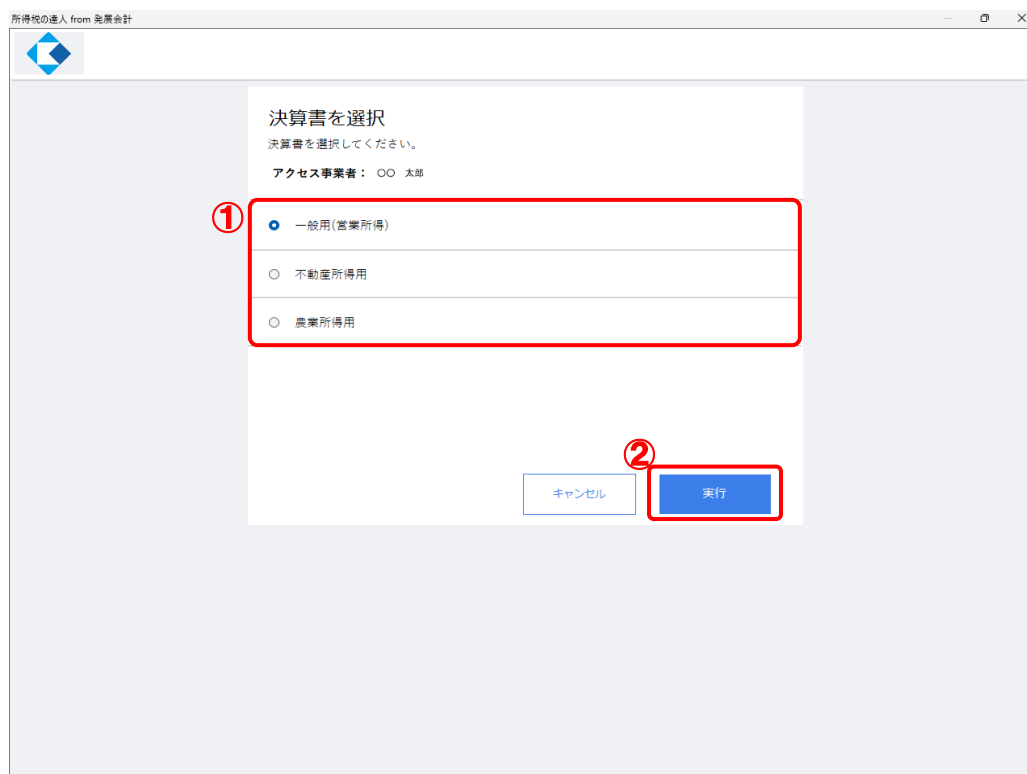 所得税の達人 from 発展会計
決算書を選択
決算書を選択してください。
アクセス事業者： 〇〇 太郎
①
一般用(営業所得)
不動産所得用
農業所得用
②
キャンセル
実行